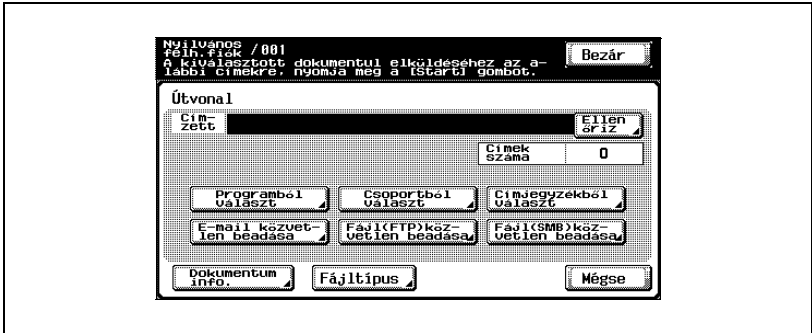 Nyilvános
félh.fiók /001
A kiválasztott dokumentul elküldéséhez az a-
lábbi címekre, nyomja meg a [Start] gombot.
Bezár
Útvonal
Cím-
zett
Ellen
őriz
Címek
száma 0
Programból
választ
Csoportból
választ
Címjegyzékből
választ
E-mail közvet-
len beadása
Fájl(FTP)köz-
vetlen beadása
Fájl(SMB)köz-
vetlen beadása
Dokumentum
info.
Fájltípus
Mégse